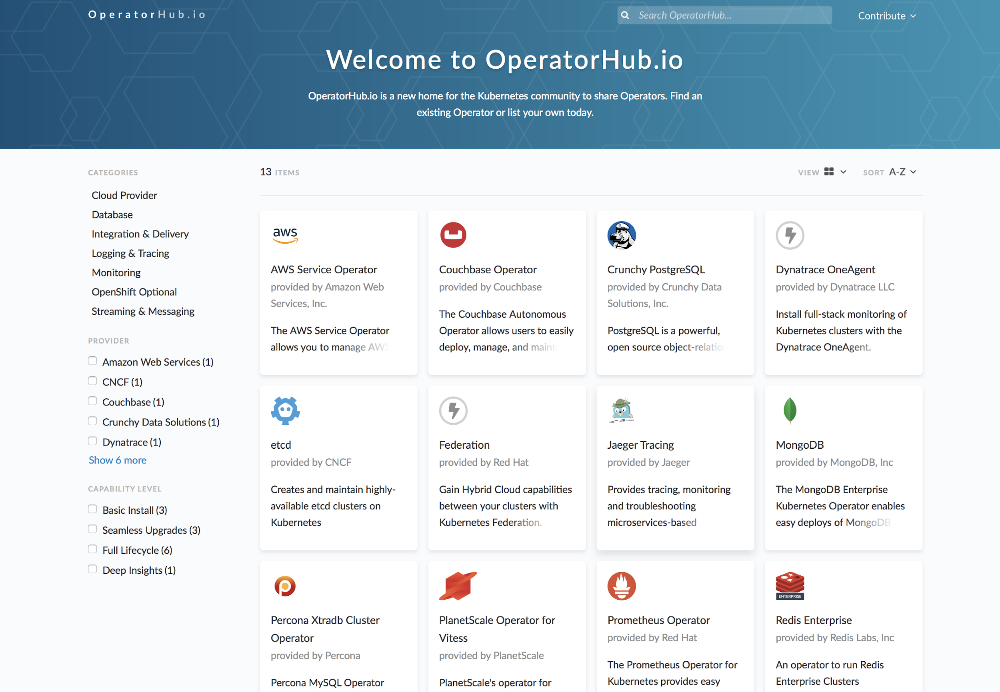 OperatorHub.io
Search OperatorHub...
Contribute
Welcome to OperatorHub.io
OperatorHub.io is a new home for the Kubernetes community to share Operators. Find an
existing Operator or list your own today.
CATEGORIES
Cloud Provider
Database
Integration & Delivery
Logging & Tracing
Monitoring
OpenShift Optional
Streaming & Messaging
PROVIDER
Amazon Web Services (1)
CNCF (1)
Couchbase (1)
Crunchy Data Solutions (1)
Dynatrace (1)
Show 6 more
CAPABILITY LEVEL
Basic Install (3)
Seamless Upgrades (3)
Full Lifecycle (6)
Deep Insights (1)
13 ITEMS
VIEW
SORT A-Z
aws
AWS Service Operator
provided by Amazon Web
Services, Inc.
The AWS Service Operator
allows you to manage AWS
Couchbase Operator
provided by Couchbase
The Couchbase Autonomous
Operator allows users to easily
deploy, manage, and maint
Crunchy PostgreSQL
provided by Crunchy Data
Solutions, Inc.
PostgreSQL is a powerful,
open source object-relation
Dynatrace OneAgent
provided by Dynatrace LLC
Install full-stack monitoring of
Kubernetes clusters with the
Dynatrace OneAgent.
etcd
provided by CNCF
Creates and maintain highly-
available etcd clusters on
Kubernetes
Federation
provided by Red Hat
Gain Hybrid Cloud capabilities
between your clusters with
Kubernetes Federation.
Jaeger Tracing
provided by Jaeger
Provides tracing, monitoring
and troubleshooting
microservices-based
MongoDB
provided by MongoDB, Inc
The MongoDB Enterprise
Kubernetes Operator enables
easy deploys of MongoDB
Percona Xtradb Cluster
Operator
provided by Percona
Percona MySQL Operator
PlanetScale Operator for
Vitess
provided by PlanetScale
PlanetScale's operator for
Prometheus Operator
provided by Red Hat
The Prometheus Operator for
Kubernetes provides easy
ENTERPRISE
Redis Enterprise
provided by Redis Labs, Inc
An operator to run Redis
Enterprise Clusters